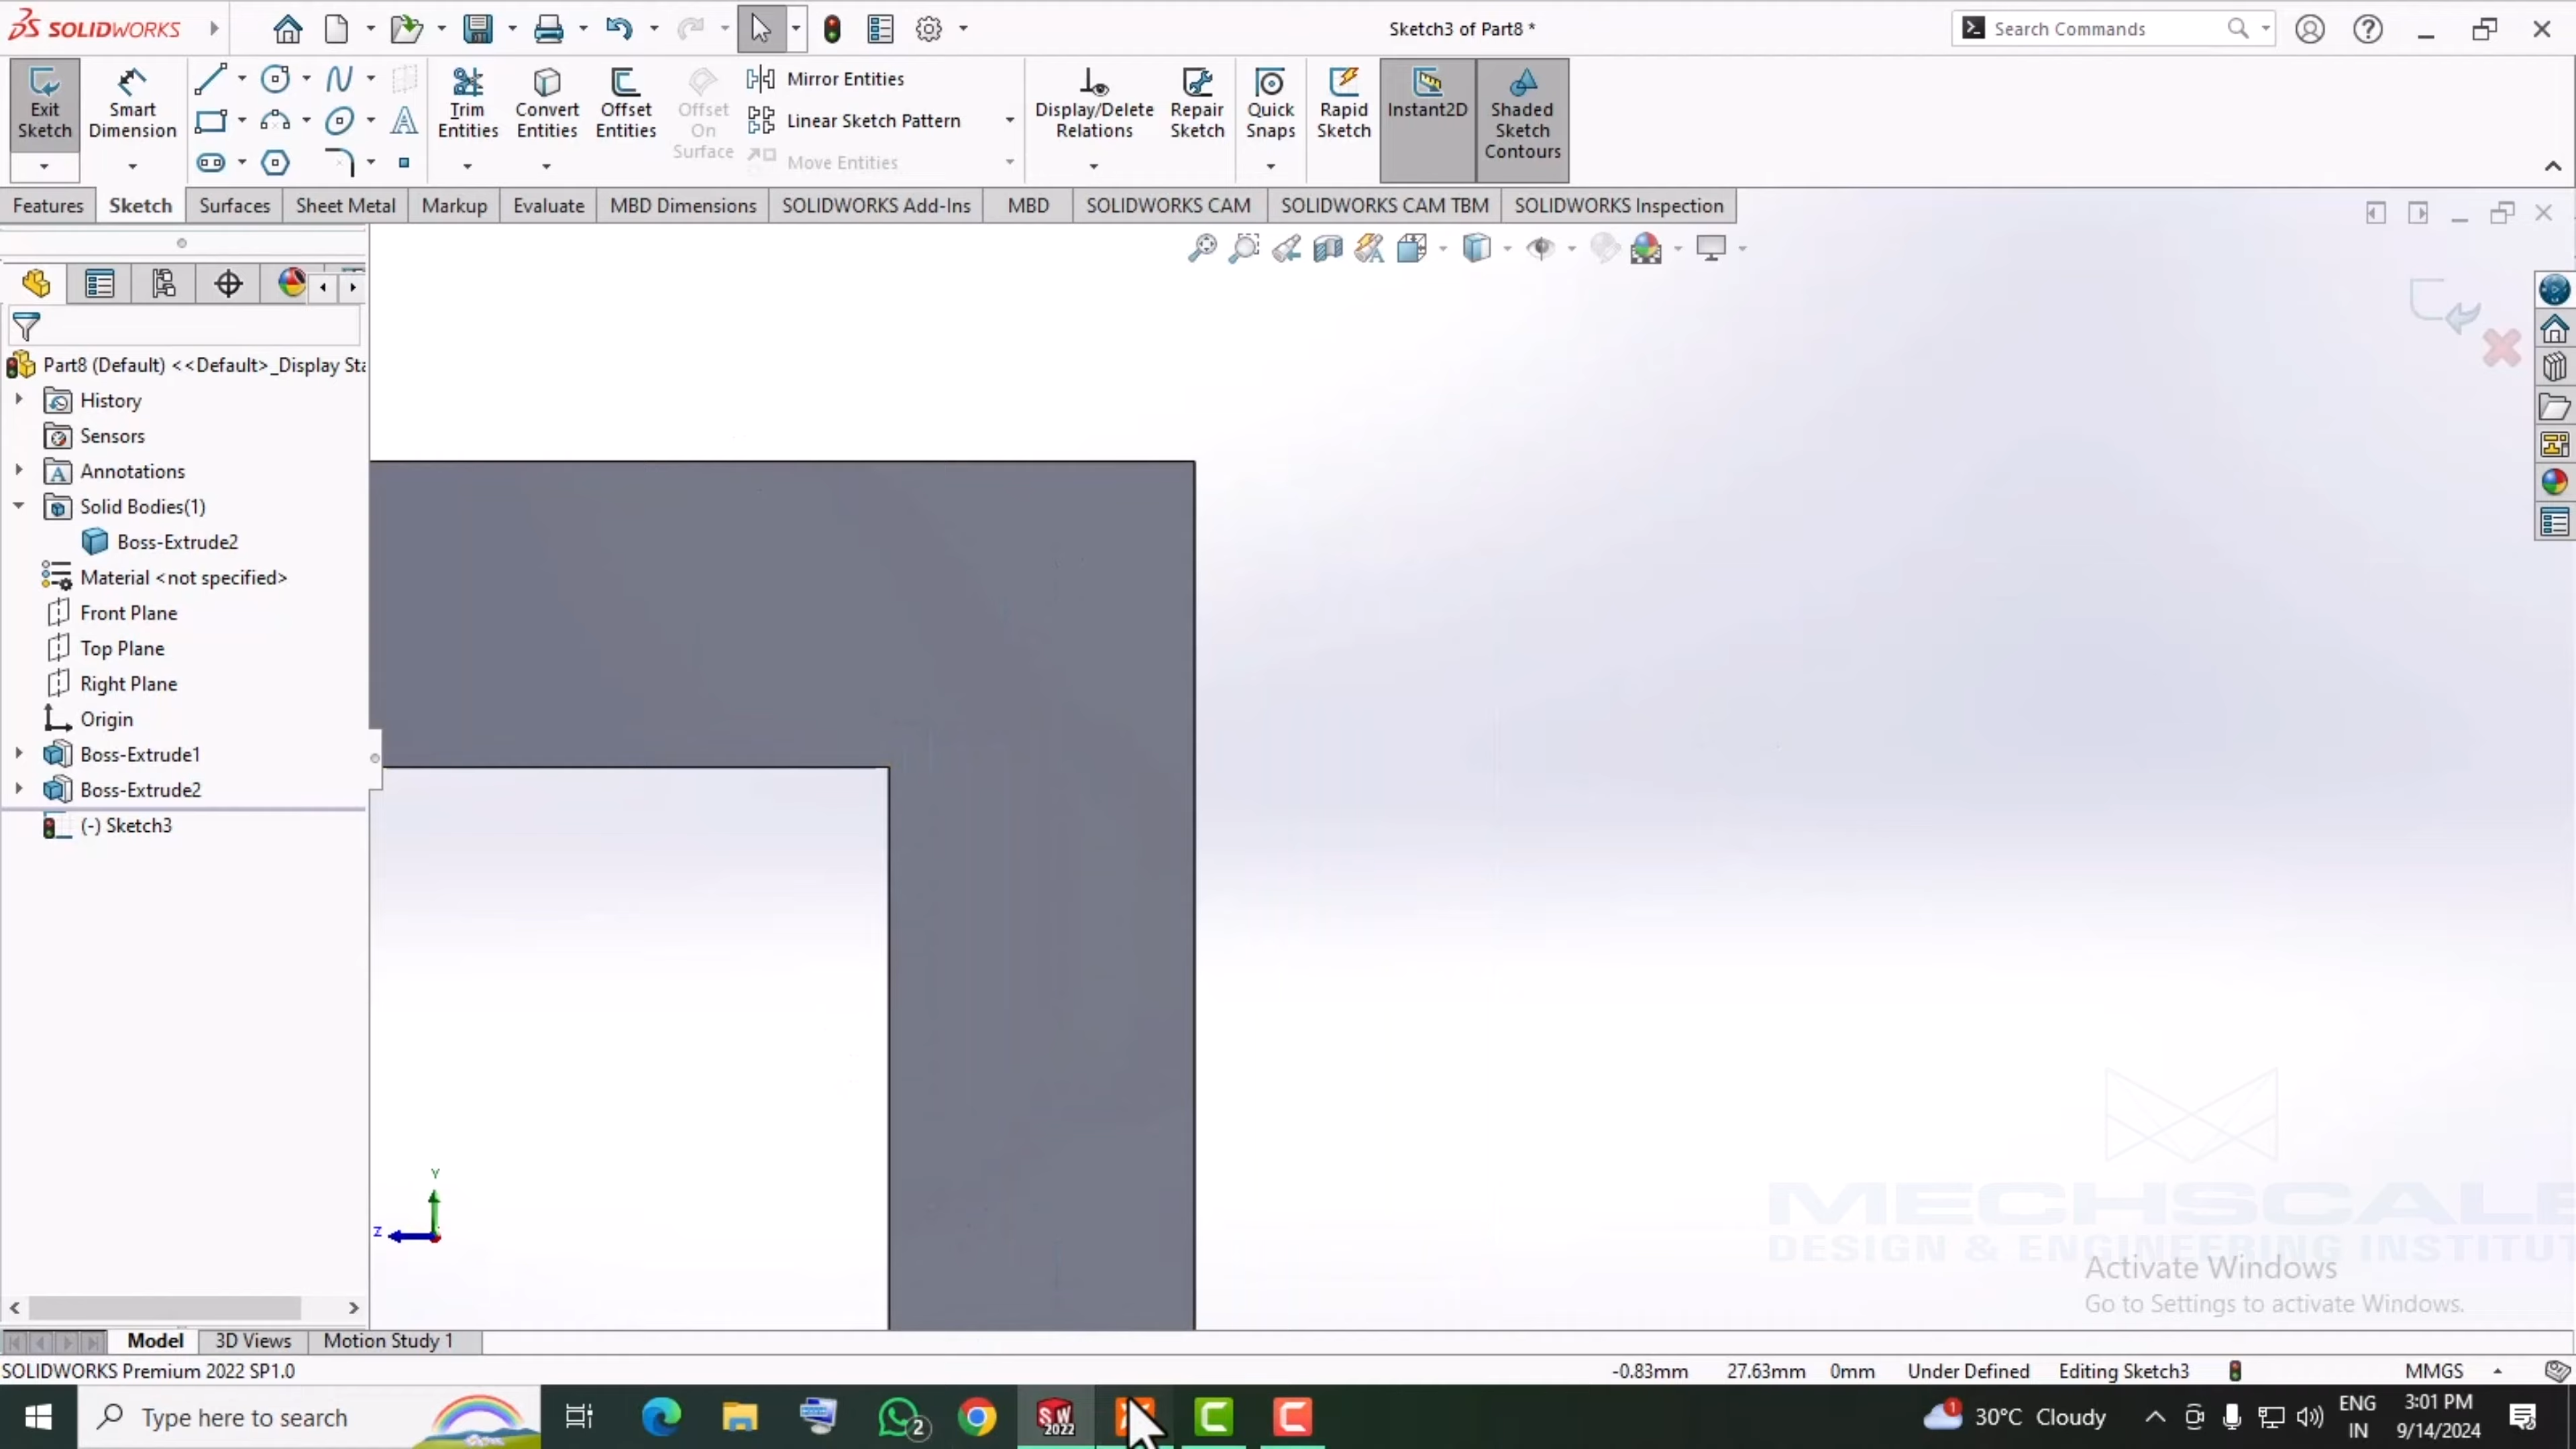 SOLIDWORKS
Sketch3 of Part8 *
Search Commands
Exit Sketch
Smart Dimension
Trim Entities
Convert Entities
Offset Entities
Offset On Surface
Mirror Entities
Linear Sketch Pattern
Move Entities
Display/Delete Relations
Repair Sketch
Quick Snaps
Rapid Sketch
Instant2D
Shaded Sketch Contours
Features
Sketch
Surfaces
Sheet Metal
Markup
Evaluate
MBD Dimensions
SOLIDWORKS Add-Ins
MBD
SOLIDWORKS CAM
SOLIDWORKS CAM TBM
SOLIDWORKS Inspection
Part8 (Default) <<Default>_Display Sta
History
Sensors
Annotations
Solid Bodies(1)
Boss-Extrude2
Material <not specified>
Front Plane
Top Plane
Right Plane
Origin
Boss-Extrude1
Boss-Extrude2
(-) Sketch3
Y
Z
MECHSCALE
DESIGN & ENGINEERING INSTITUT
Activate Windows
Go to Settings to activate Windows.
Model
3D Views
Motion Study 1
SOLIDWORKS Premium 2022 SP1.0
-0.83mm
27.63mm
0mm
Under Defined
Editing Sketch3
MMGS
Type here to search
2
SW
2022
1
30°C Cloudy
ENG
IN
3:01 PM
9/14/2024